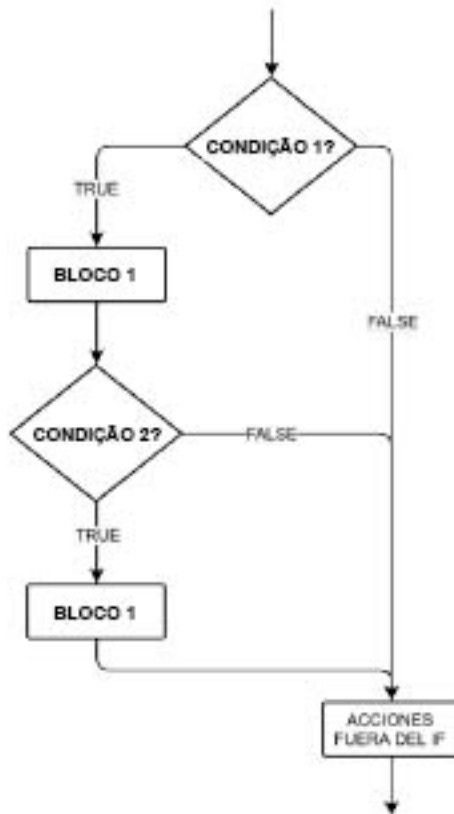 CONDIÇÃO 1?
TRUE
BLOCO 1
FALSE
CONDIÇÃO 2?
FALSE
TRUE
BLOCO 1
ACCIONES
FUERA DEL IF